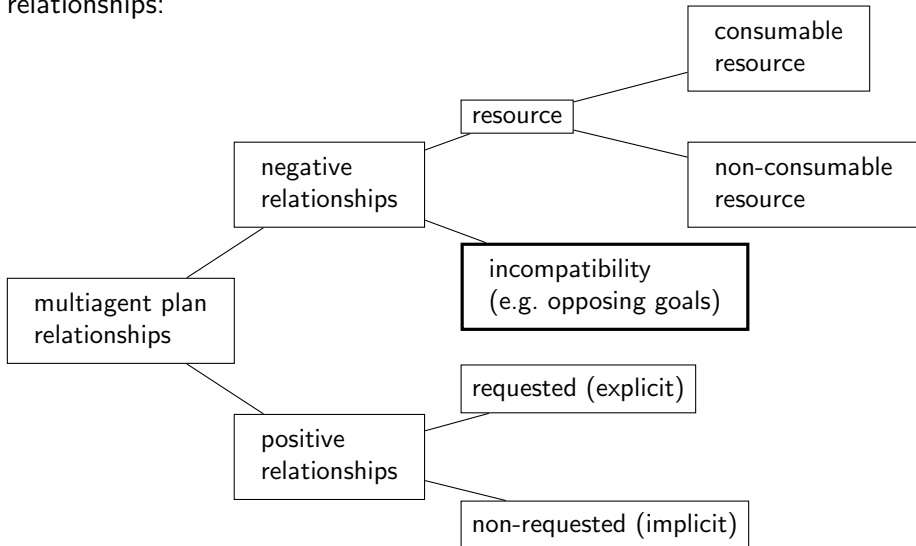 relationships:
consumable
resource
resource
negative
relationships
non-consumable
resource
incompatibility
(e.g. opposing goals)
multiagent plan
relationships
requested (explicit)
positive
relationships
non-requested (implicit)